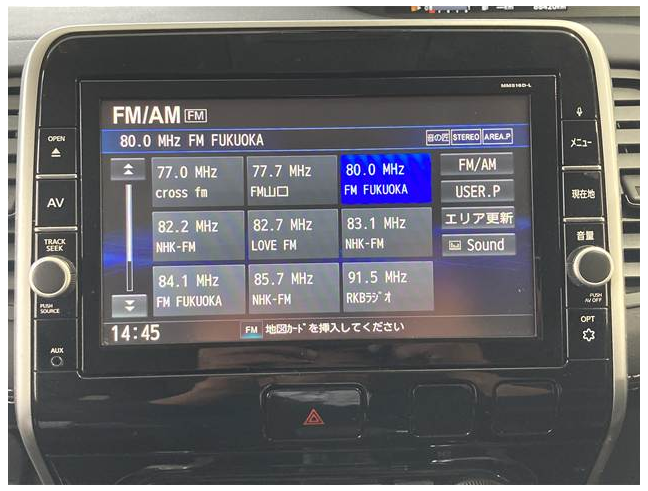 MM516D-L
FM/AM FM
80.0 MHz FM FUKUOKA
音の匠 STEREO AREA.P
77.0 MHz
cross fm
77.7 MHz
FM山口
80.0 MHz
FM FUKUOKA
FM/AM
USER.P
82.2 MHz
NHK-FM
82.7 MHz
LOVE FM
83.1 MHz
NHK-FM
エリア更新
Sound
84.1 MHz
FM FUKUOKA
85.7 MHz
NHK-FM
91.5 MHz
RKBラジオ
14:45
FM 地図カードを挿入してください
OPEN
AV
TRACK
SEEK
PUSH
SOURCE
AUX
メニュー
現在地
音量
PUSH
AV OFF
OPT